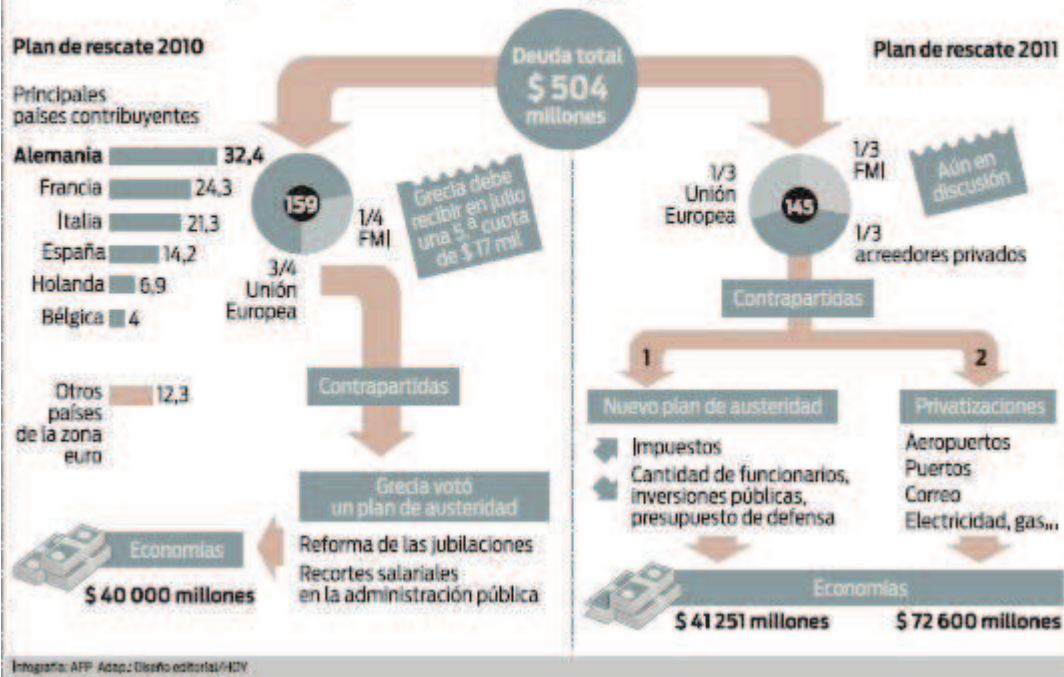 Plan de rescate 2010
Principales
países contribuyentes
Alemania 32,4
Francia 24,3
Italia 21,3
España 14,2
Holanda 6,9
Bélgica 4
Otros
países
de la zona
euro
12,3
159
1/4
FMI
3/4
Unión
Europea
Grecia debe
recibir en julio
una 5ª cuota
de $ 17 mil
Contrapartidas
Grecia votó
un plan de austeridad
Reforma de las jubilaciones
Recortes salariales
en la administración pública
Economías
$ 40 000 millones
Deuda total
$ 504
millones
Plan de rescate 2011
1/3
Unión
Europea
145
1/3
FMI
1/3
acreedores privados
Aún en
discusión
Contrapartidas
1
Nuevo plan de austeridad
Impuestos
Cantidad de funcionarios,
inversiones públicas,
presupuesto de defensa
2
Privatizaciones
Aeropuertos
Puertos
Correo
Electricidad, gas...
Economías
$ 41 251 millones
$ 72 600 millones
Infografía: AFP Adap.: Diseño editorial/HOY